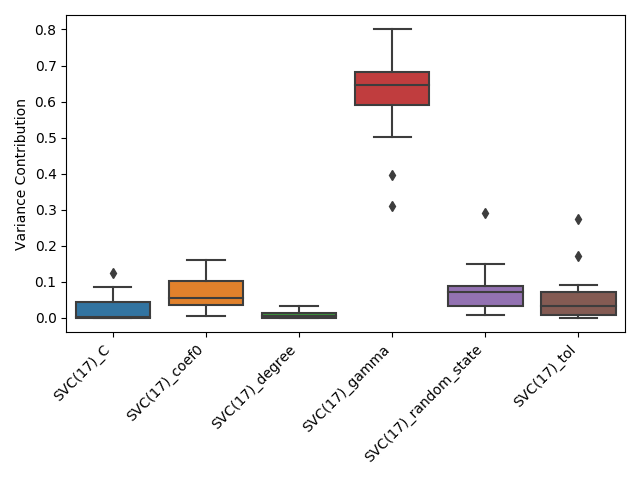 Variance Contribution
0.8
0.7
0.6
0.5
0.4
0.3
0.2
0.1
0.0
SVC(17)_C
SVC(17)_coef0
SVC(17)_degree
SVC(17)_gamma
SVC(17)_random_state
SVC(17)_tol